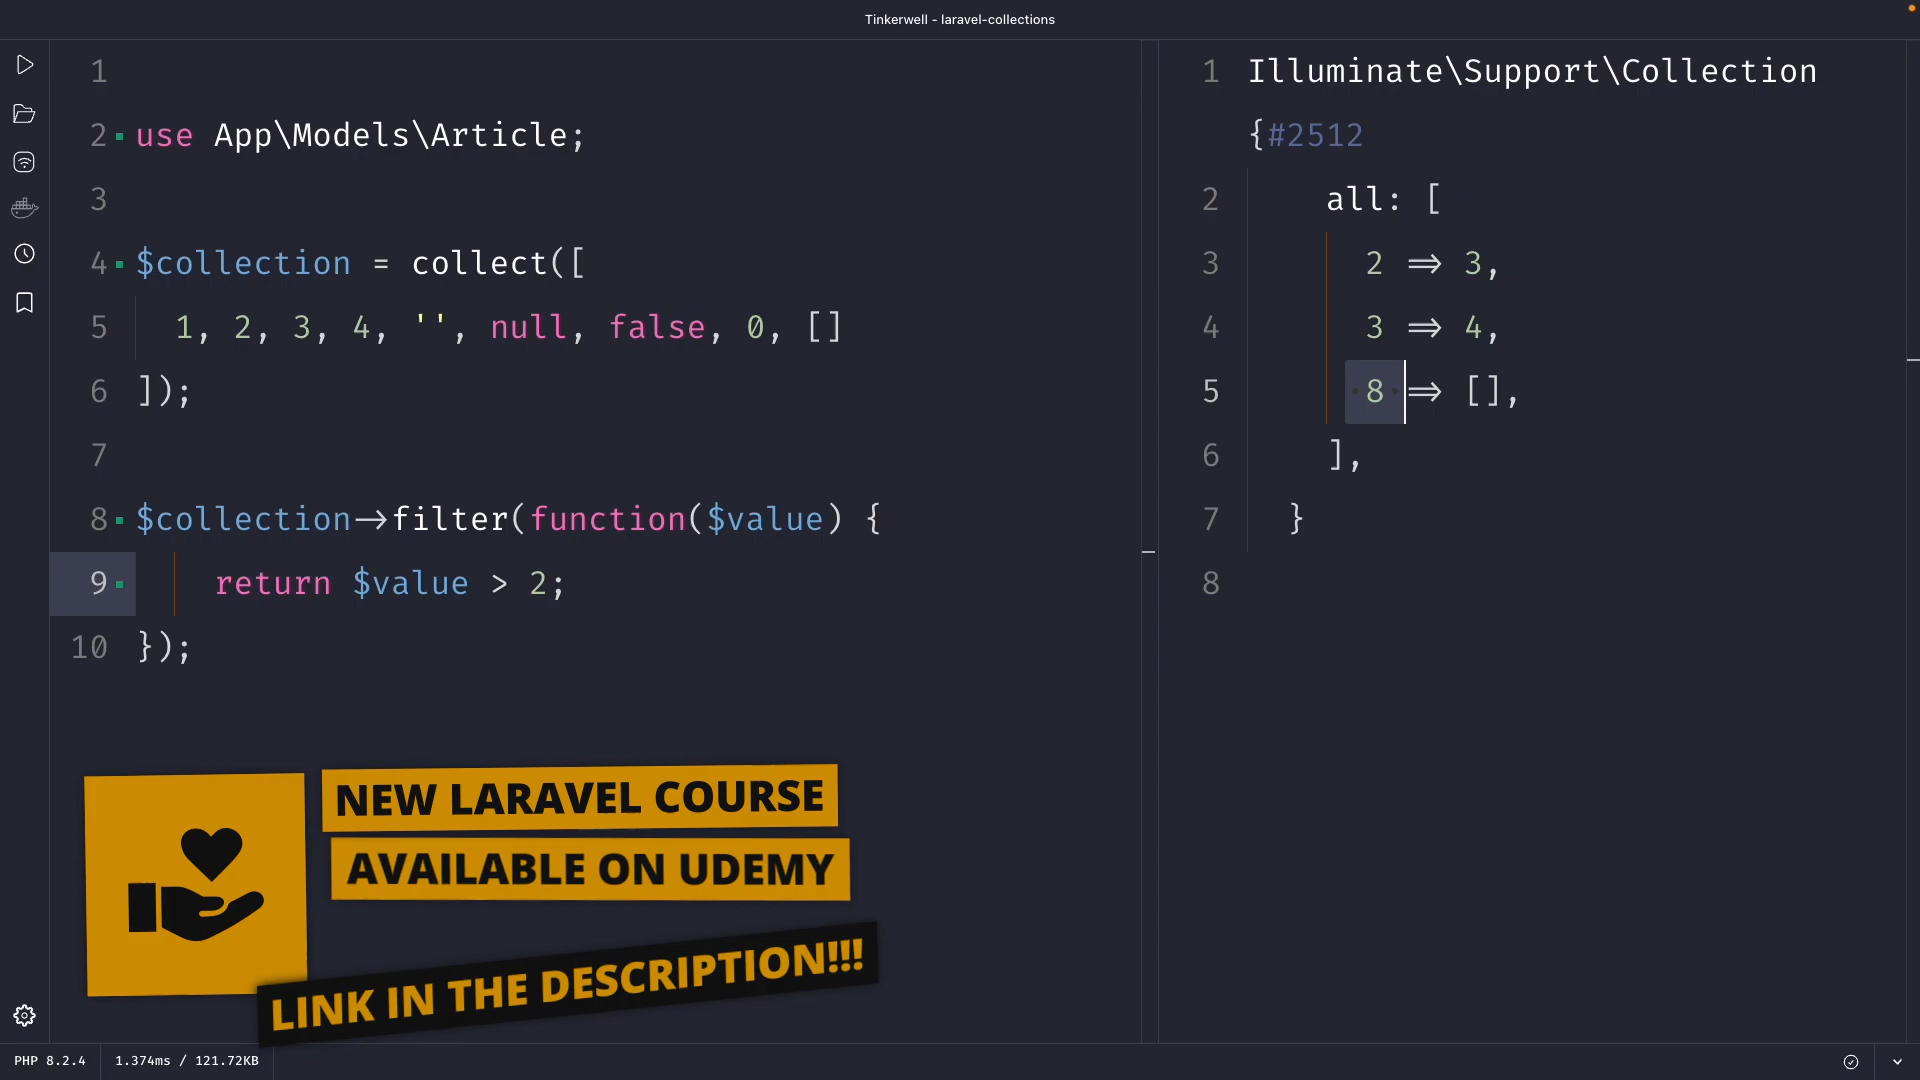 Tinkerwell - laravel-collections
1
2 use App\Models\Article;
3
4 $collection = collect([
5 1, 2, 3, 4, '', null, false, 0, []
6 ]);
7
8 $collection->filter(function($value) {
9 return $value > 2;
10 });
1 Illuminate\Support\Collection
{#2512
2 all: [
3 2 => 3,
4 3 => 4,
5 8 => [],
6 ],
7 }
8
NEW LARAVEL COURSE
AVAILABLE ON UDEMY
LINK IN THE DESCRIPTION!!!
PHP 8.2.4 1.374ms / 121.72KB